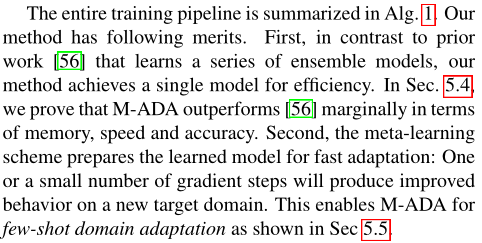 The entire training pipeline is summarized in Alg. 1. Our
method has following merits. First, in contrast to prior
work [56] that learns a series of ensemble models, our
method achieves a single model for efficiency. In Sec. 5.4,
we prove that M-ADA outperforms [56] marginally in terms
of memory, speed and accuracy. Second, the meta-learning
scheme prepares the learned model for fast adaptation: One
or a small number of gradient steps will produce improved
behavior on a new target domain. This enables M-ADA for
few-shot domain adaptation as shown in Sec 5.5.